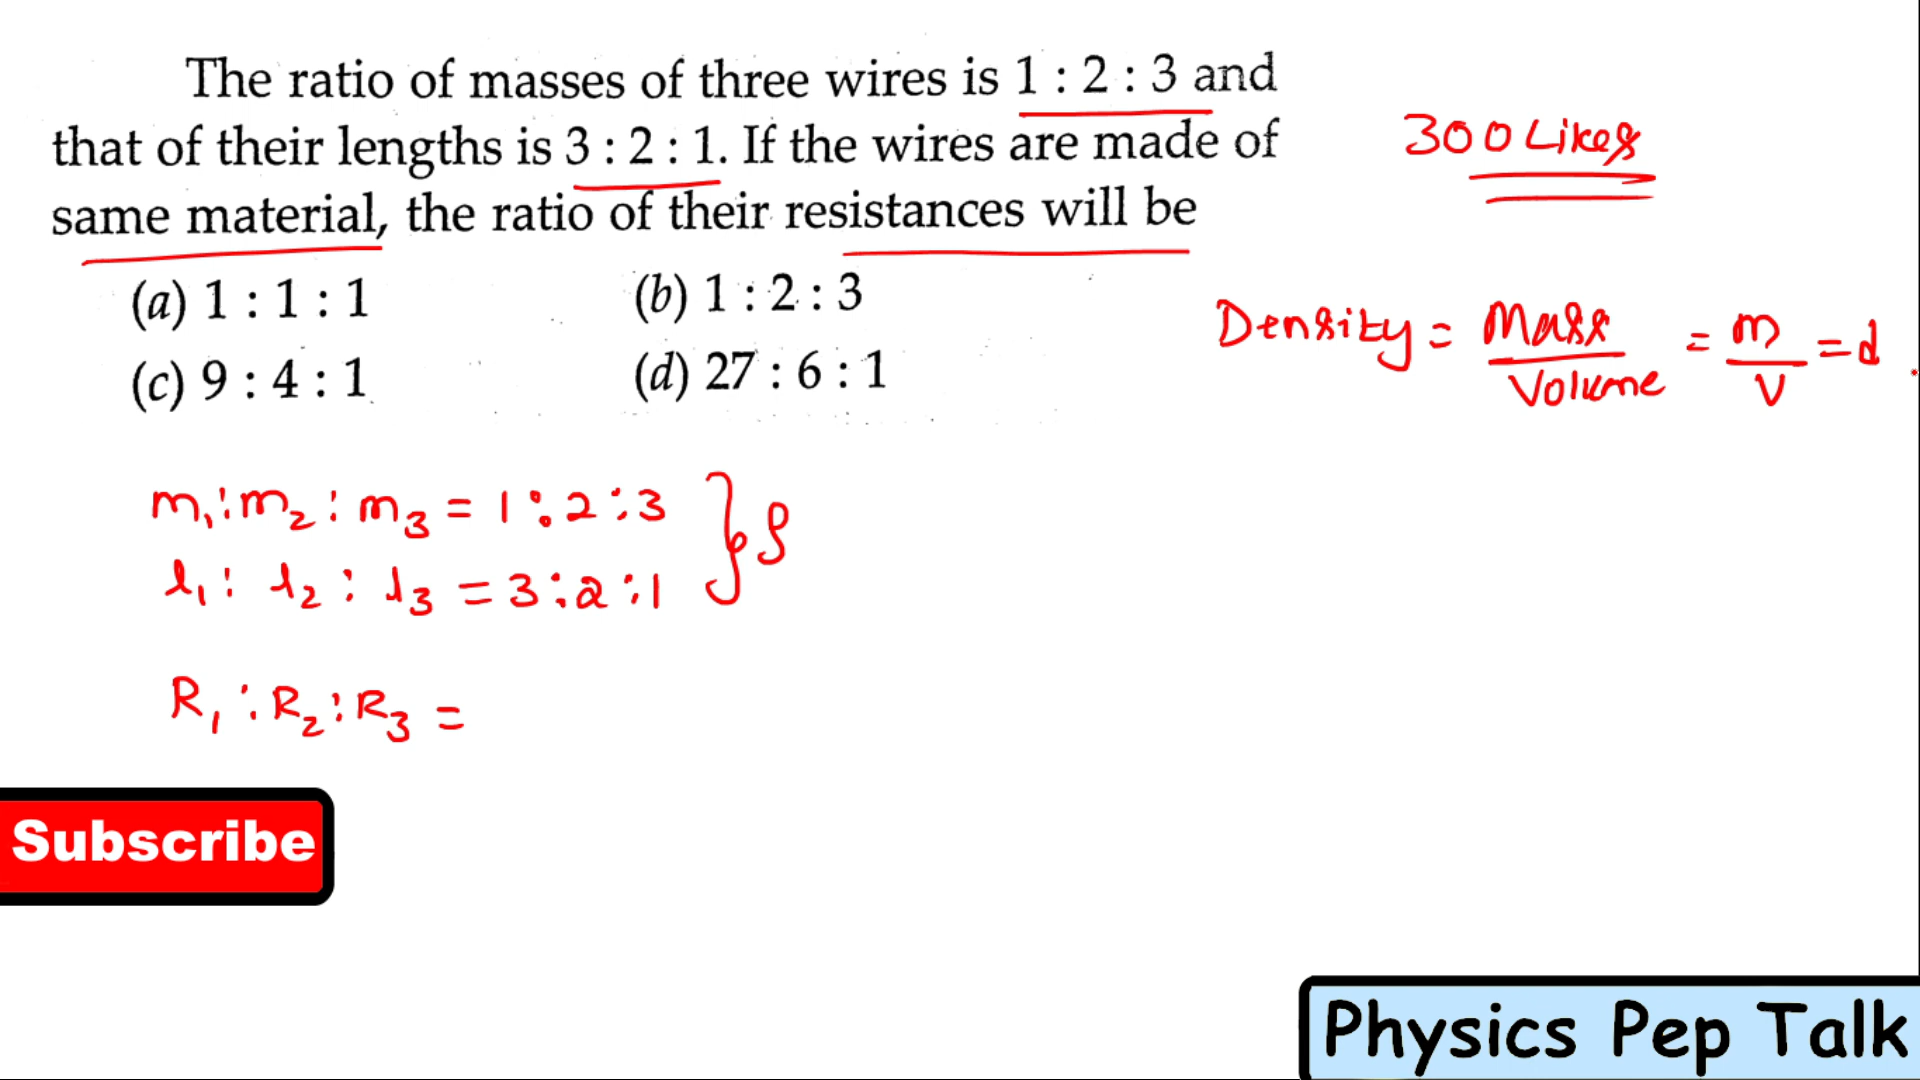 The ratio of masses of three wires is 1 : 2 : 3 and
that of their lengths is 3 : 2 : 1. If the wires are made of
same material, the ratio of their resistances will be
(a) 1 : 1 : 1
(b) 1 : 2 : 3
(c) 9 : 4 : 1
(d) 27 : 6 : 1
300 Likes
Density = Mass/Volume = m/V = d
m₁ : m₂ : m₃ = 1 : 2 : 3 } ρ
l₁ : l₂ : l₃ = 3 : 2 : 1
R₁ : R₂ : R₃ =
Subscribe
Physics Pep Talk